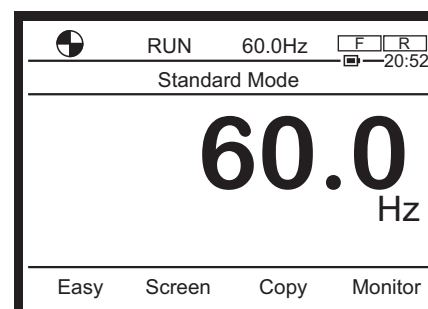 RUN 60.0Hz F R
20:52
Standard Mode
60.0
Hz
Easy Screen Copy Monitor